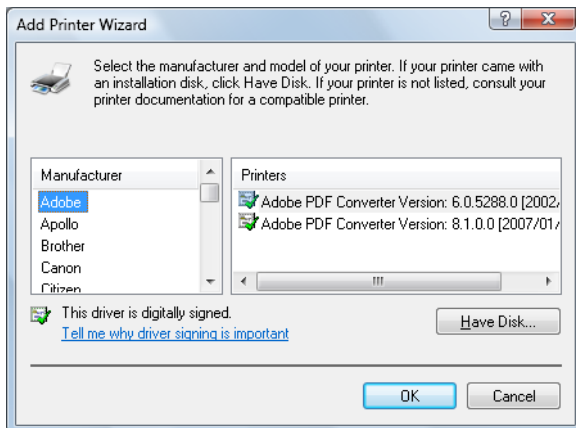 Add Printer Wizard
Select the manufacturer and model of your printer. If your printer came with
an installation disk, click Have Disk. If your printer is not listed, consult your
printer documentation for a compatible printer.
Manufacturer
Adobe
Apollo
Brother
Canon
Citizen
Printers
Adobe PDF Converter Version: 6.0.5288.0 [2002,
Adobe PDF Converter Version: 8.1.0.0 [2007/01/
This driver is digitally signed.
Tell me why driver signing is important
Have Disk...
OK
Cancel